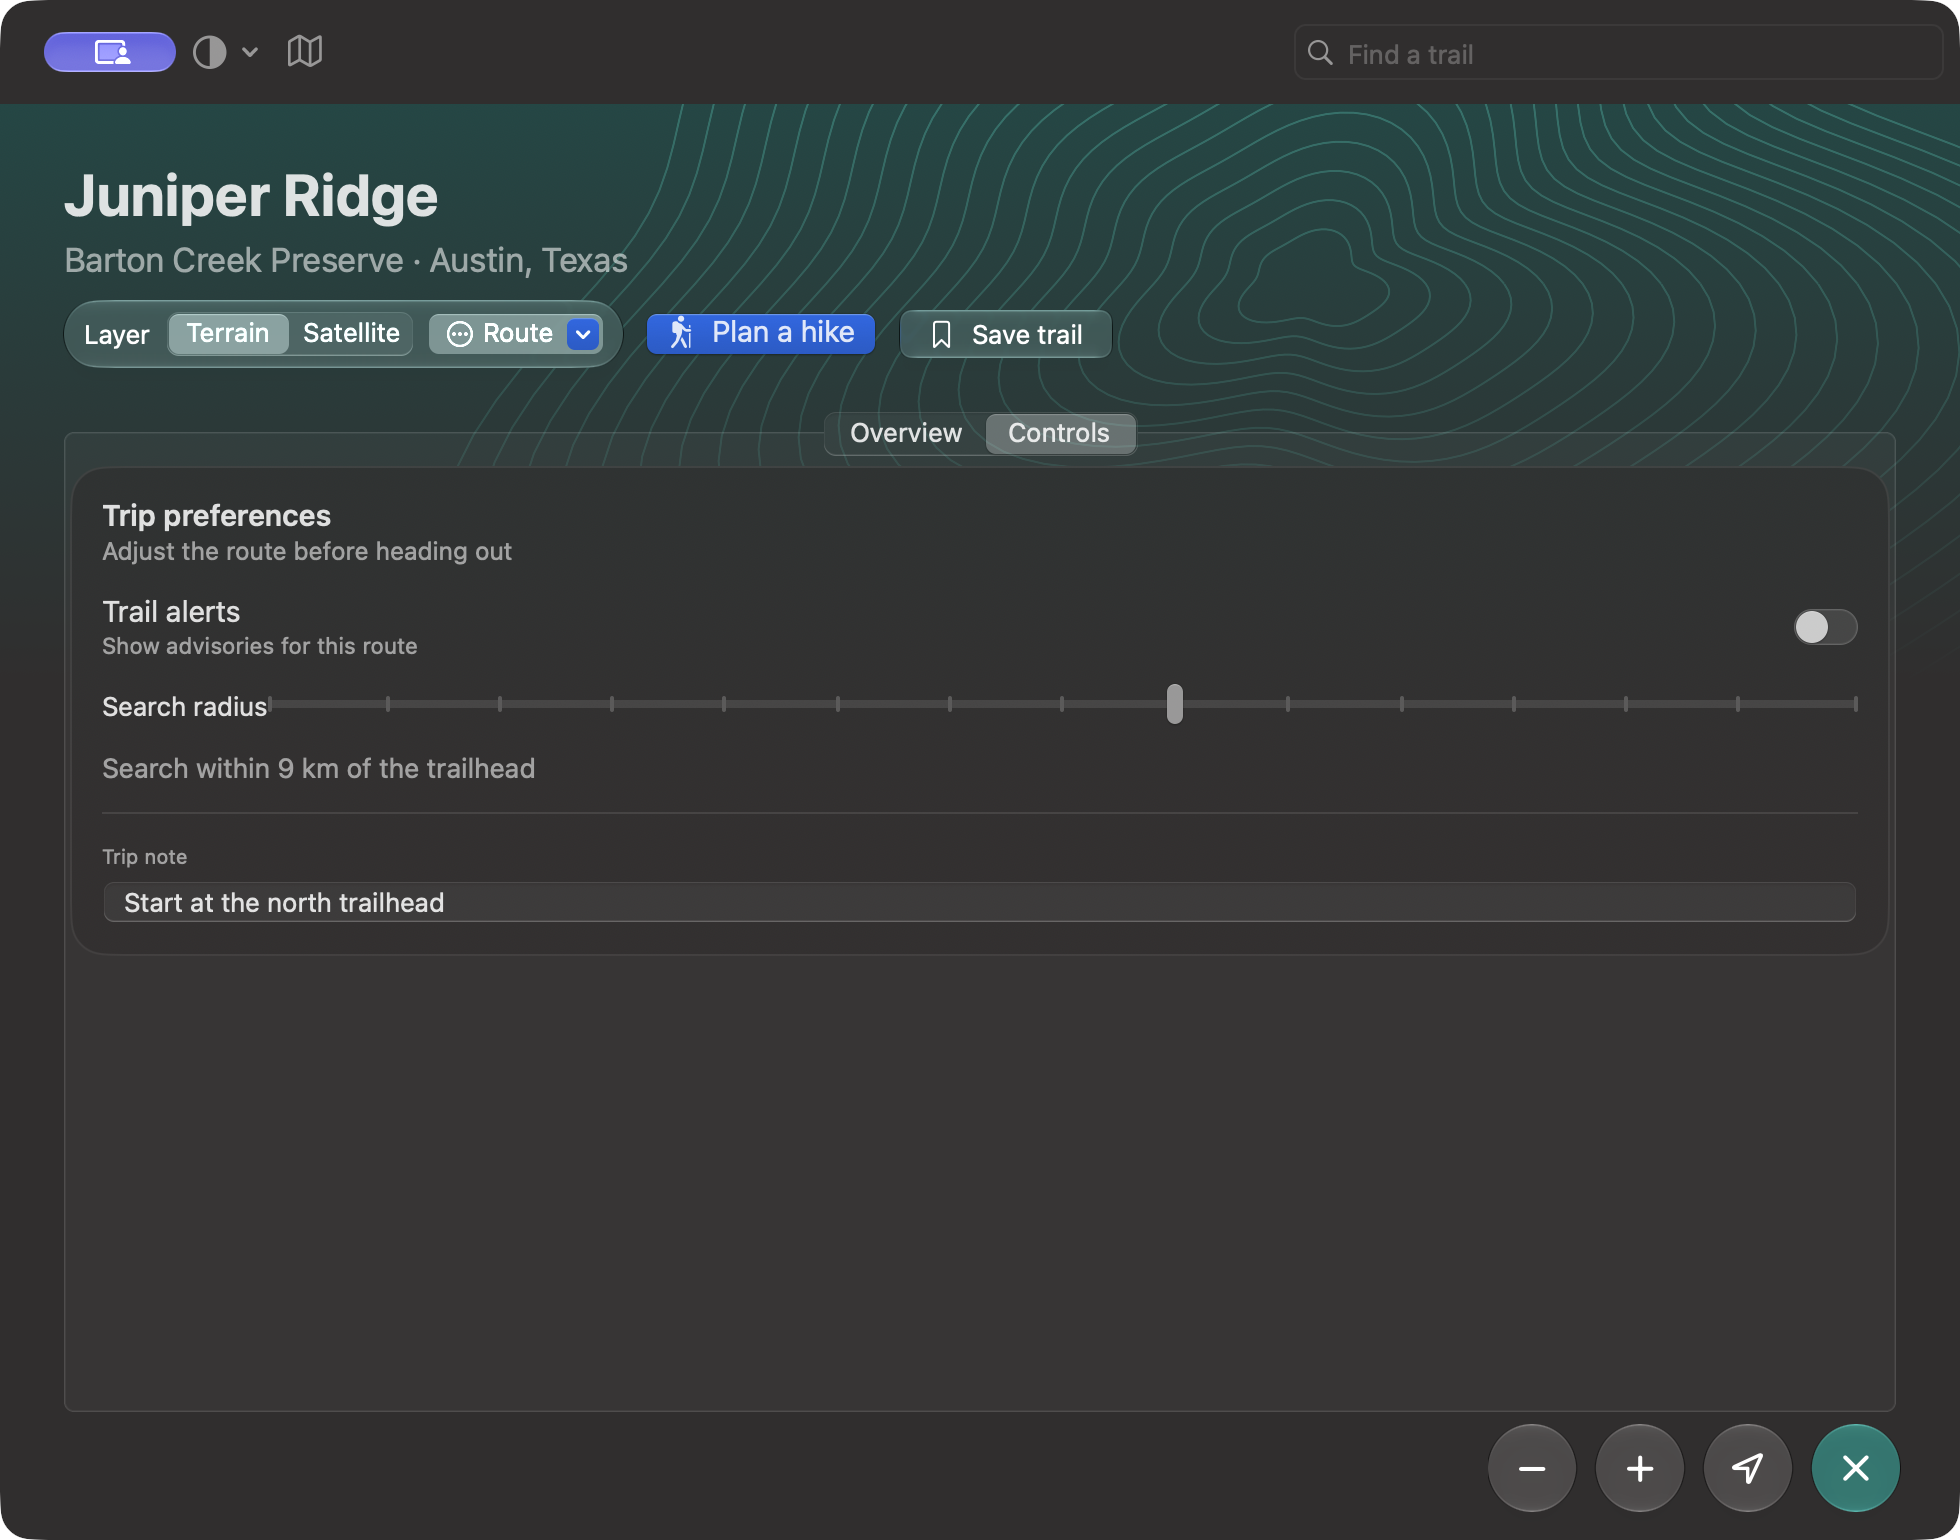 Find a trail
Juniper Ridge
Barton Creek Preserve · Austin, Texas
Layer Terrain Satellite Route Plan a hike Save trail
Overview Controls
Trip preferences
Adjust the route before heading out
Trail alerts
Show advisories for this route
Search radius
Search within 9 km of the trailhead
Trip note
Start at the north trailhead